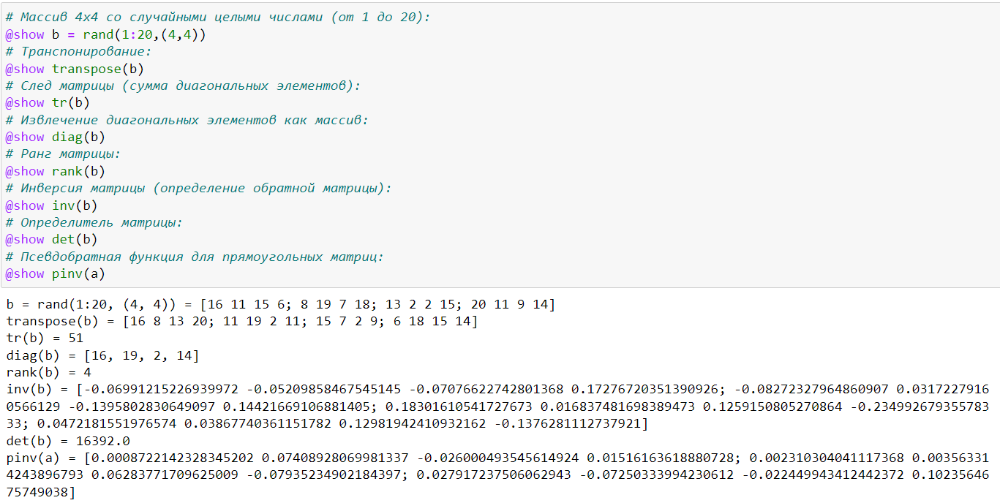 # Массив 4x4 со случайными целыми числами (от 1 до 20):
@show b = rand(1:20,(4,4))
# Транспонирование:
@show transpose(b)
# След матрицы (сумма диагональных элементов):
@show tr(b)
# Извлечение диагональных элементов как массив:
@show diag(b)
# Ранг матрицы:
@show rank(b)
# Инверсия матрицы (определение обратной матрицы):
@show inv(b)
# Определитель матрицы:
@show det(b)
# Псевдобратная функция для прямоугольных матриц:
@show pinv(a)
b = rand(1:20, (4, 4)) = [16 11 15 6; 8 19 7 18; 13 2 2 15; 20 11 9 14]
transpose(b) = [16 8 13 20; 11 19 2 11; 15 7 2 9; 6 18 15 14]
tr(b) = 51
diag(b) = [16, 19, 2, 14]
rank(b) = 4
inv(b) = [-0.06991215226939972 -0.05209858467545145 -0.07076622742801368 0.17276720351390926; -0.08272327964860907 0.0317227916
0566129 -0.1395802830649097 0.14421669106881405; 0.18301610541727673 0.016837481698389473 0.1259150805270864 -0.234992679355783
33; 0.0472181551976574 0.03867740361151782 0.12981942410932162 -0.1376281112737921]
det(b) = 16392.0
pinv(a) = [0.0008722142328345202 0.07408928069981337 -0.026000493545614924 0.01516163618880728; 0.002310304041117368 0.00356331
4243896793 0.06283771709625009 -0.07935234902184397; 0.027917237506062943 -0.07250333994230612 -0.022449943412442372 0.10235646
75749038]